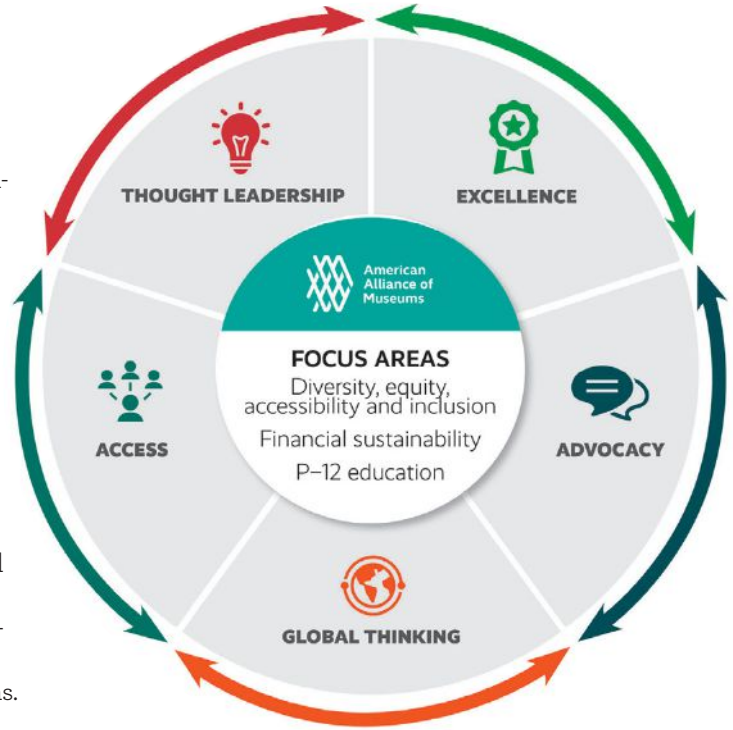 THOUGHT LEADERSHIP
EXCELLENCE
American
Alliance of
Museums
FOCUS AREAS
Diversity, equity,
accessibility and inclusion
Financial sustainability
P–12 education
ACCESS
ADVOCACY
GLOBAL THINKING